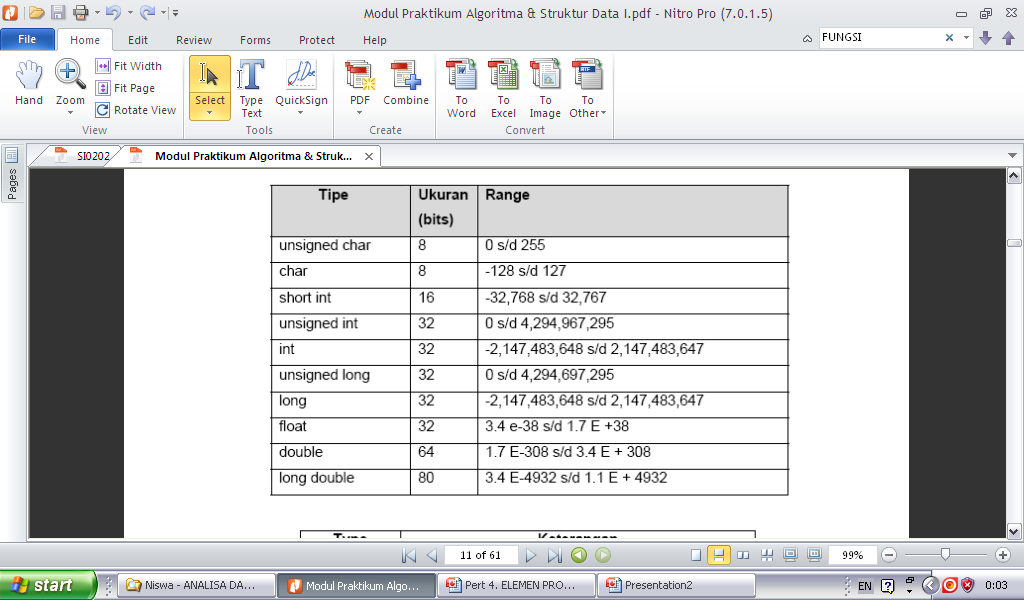 Modul Praktikum Algoritma & Struktur Data I.pdf - Nitro Pro (7.0.1.5)
File Home Edit Review Forms Protect Help FUNGSI
Hand Zoom Fit Width Fit Page Rotate View
View
Select Type Text QuickSign
Tools
PDF Combine
Create
To Word To Excel To Image To Other
Convert
SI0202 Modul Praktikum Algoritma & Struk...
Pages
Tipe Ukuran (bits) Range
unsigned char 8 0 s/d 255
char 8 -128 s/d 127
short int 16 -32,768 s/d 32,767
unsigned int 32 0 s/d 4,294,967,295
int 32 -2,147,483,648 s/d 2,147,483,647
unsigned long 32 0 s/d 4,294,697,295
long 32 -2,147,483,648 s/d 2,147,483,647
float 32 3.4 e-38 s/d 1.7 E +38
double 64 1.7 E-308 s/d 3.4 E + 308
long double 80 3.4 E-4932 s/d 1.1 E + 4932
11 of 61 99%
start Niswa - ANALISA DA... Modul Praktikum Algo... Pert 4. ELEMEN PRO... Presentation2 EN 0:03